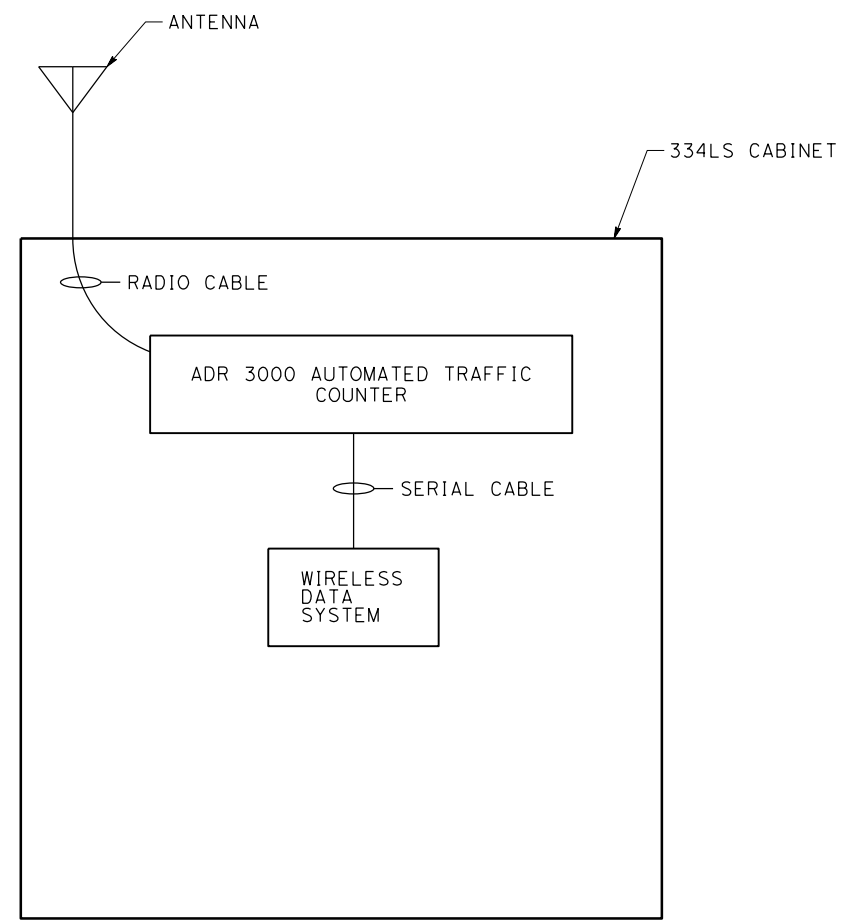 ANTENNA
334LS CABINET
RADIO CABLE
ADR 3000 AUTOMATED TRAFFIC
COUNTER
SERIAL CABLE
WIRELESS
DATA
SYSTEM